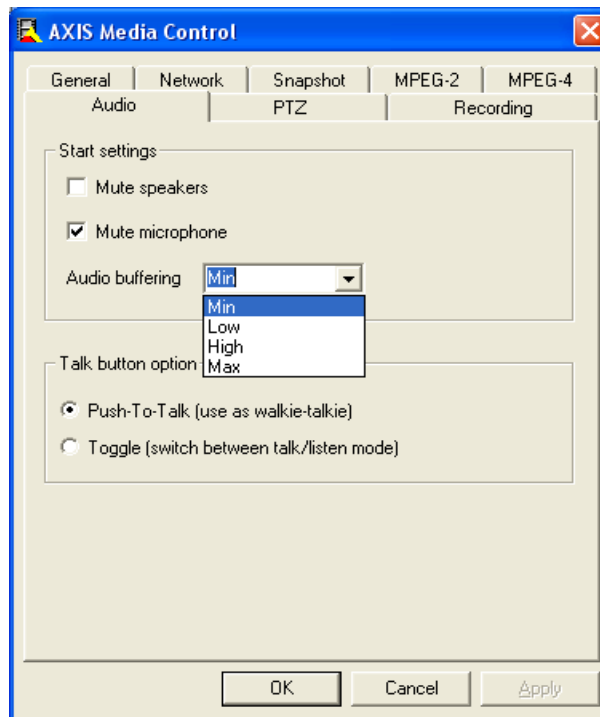 AXIS Media Control
General Network Snapshot MPEG-2 MPEG-4
Audio PTZ Recording
Start settings
Mute speakers
Mute microphone
Audio buffering Min
Min
Low
High
Max
Talk button option
Push-To-Talk (use as walkie-talkie)
Toggle (switch between talk/listen mode)
OK Cancel Apply